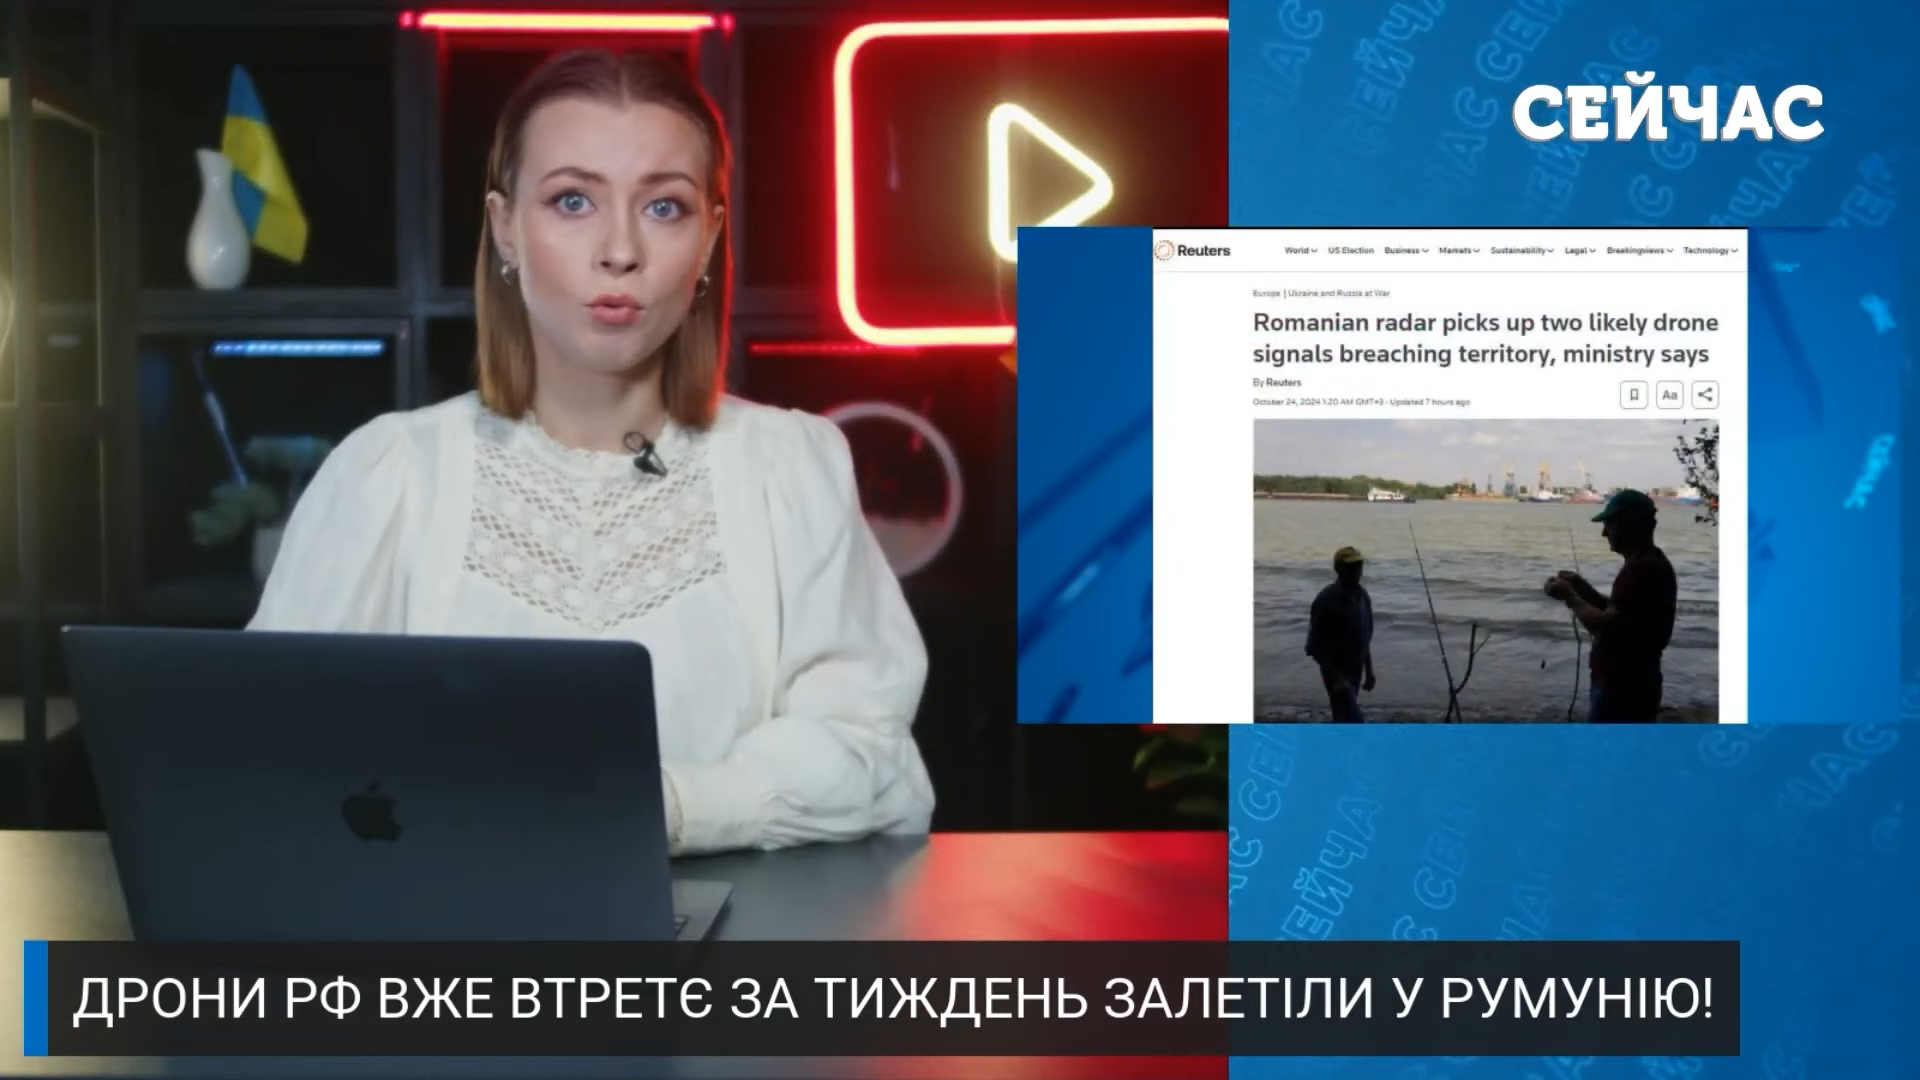 СЕЙЧАС
Reuters
World US Election Business Markets Sustainability Legal Breakingviews Technology
Europe | Ukraine and Russia at War
Romanian radar picks up two likely drone
signals breaching territory, ministry says
By Reuters
October 24, 2024 1:20 AM GMT+3 · Updated 7 hours ago
Aa
ДРОНИ РФ ВЖЕ ВТРЕТЄ ЗА ТИЖДЕНЬ ЗАЛЕТІЛИ У РУМУНІЮ!